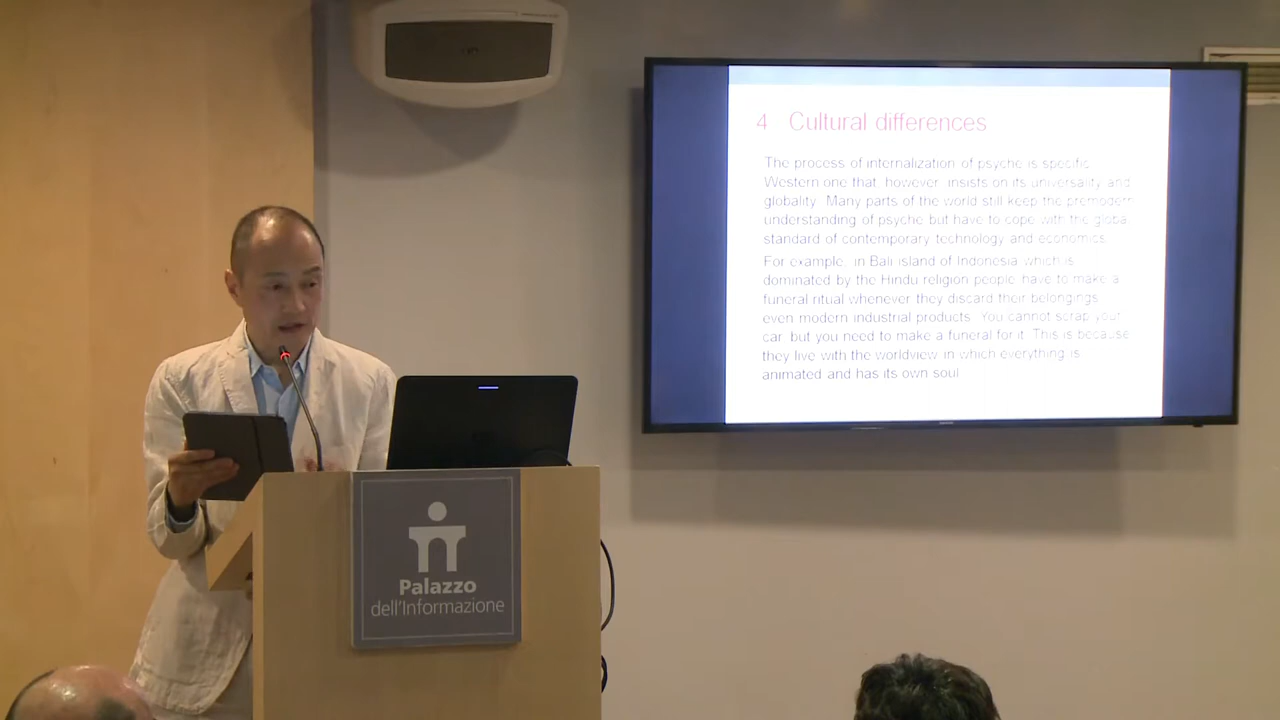 4 Cultural differences
The process of internalization of psyche is specific
Western one that, however, insists on its universality and
globality. Many parts of the world still keep the premodern
understanding of psyche but have to cope with the global
standard of contemporary technology and economics.
For example, in Bali island of Indonesia which is
dominated by the Hindu religion people have to make a
funeral ritual whenever they discard their belongings,
even modern industrial products. You cannot scrap your
car, but you need to make a funeral for it. This is because
they live with the worldview in which everything is
animated and has its own soul.
Palazzo
dell'Informazione